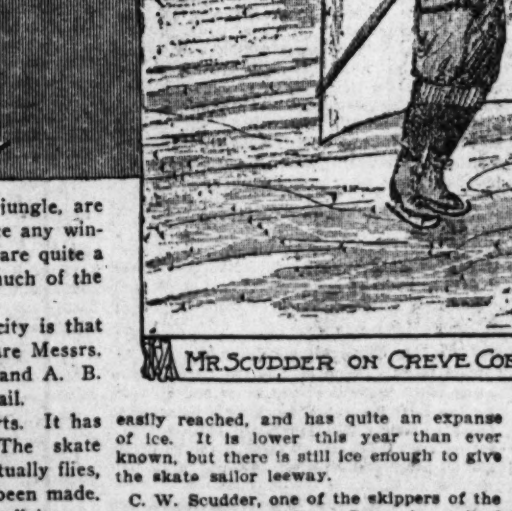 jungle, are
any win-
are quite a
much of the
city is that
are Messrs.
and A. B.
ail.
rts. It has
The skate
tually flies,
been made.
MR. SCUDDER ON CREVE COE
easily reached, and has quite an expanse
of ice. It is lower this year than ever
known, but there is still ice enough to give
the skate sailor leeway.
C. W. Scudder, one of the skippers of the